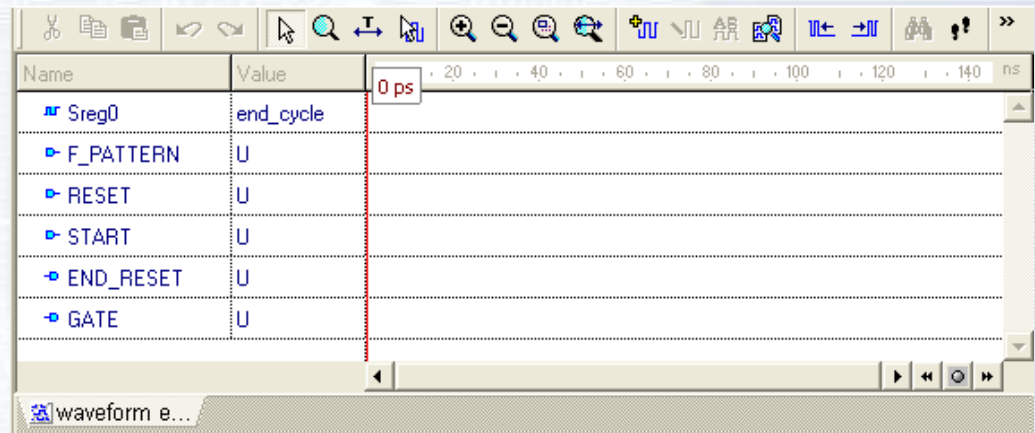 Name Value 20 40 60 80 100 120 140 ns
0 ps
Sreg0 end_cycle
F_PATTERN U
RESET U
START U
END_RESET U
GATE U
waveform e...